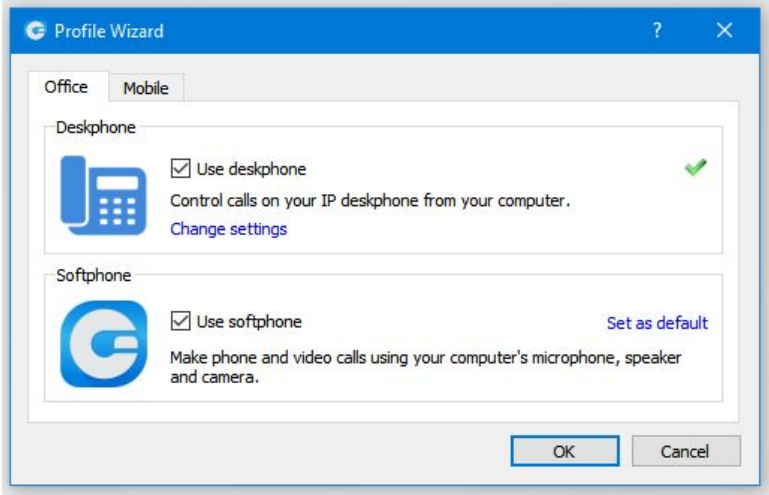 Profile Wizard
Office Mobile
Deskphone
Use deskphone
Control calls on your IP deskphone from your computer.
Change settings
Softphone
Use softphone Set as default
Make phone and video calls using your computer's microphone, speaker
and camera.
OK Cancel